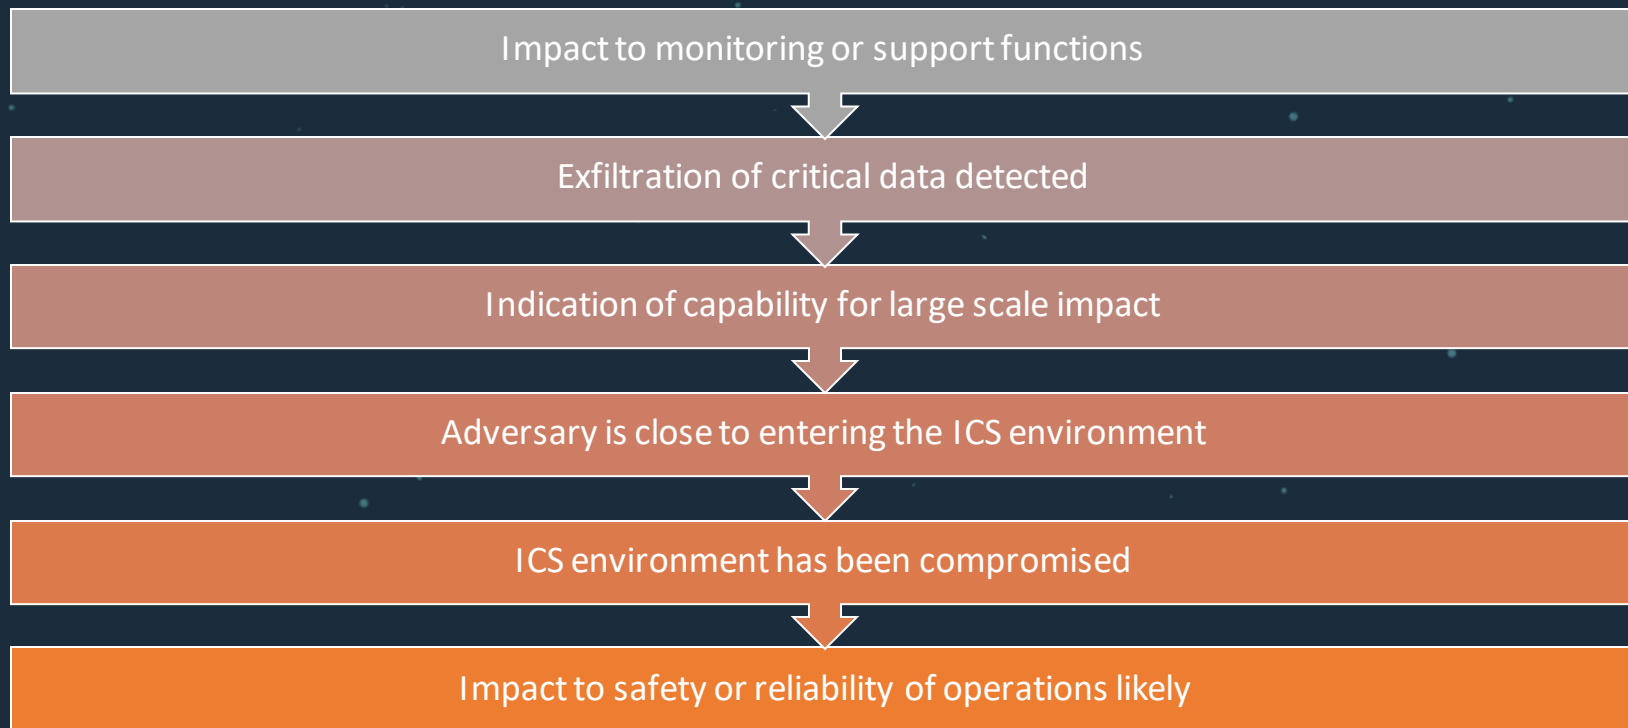 Impact to monitoring or support functions
Exfiltration of critical data detected
Indication of capability for large scale impact
Adversary is close to entering the ICS environment
ICS environment has been compromised
Impact to safety or reliability of operations likely